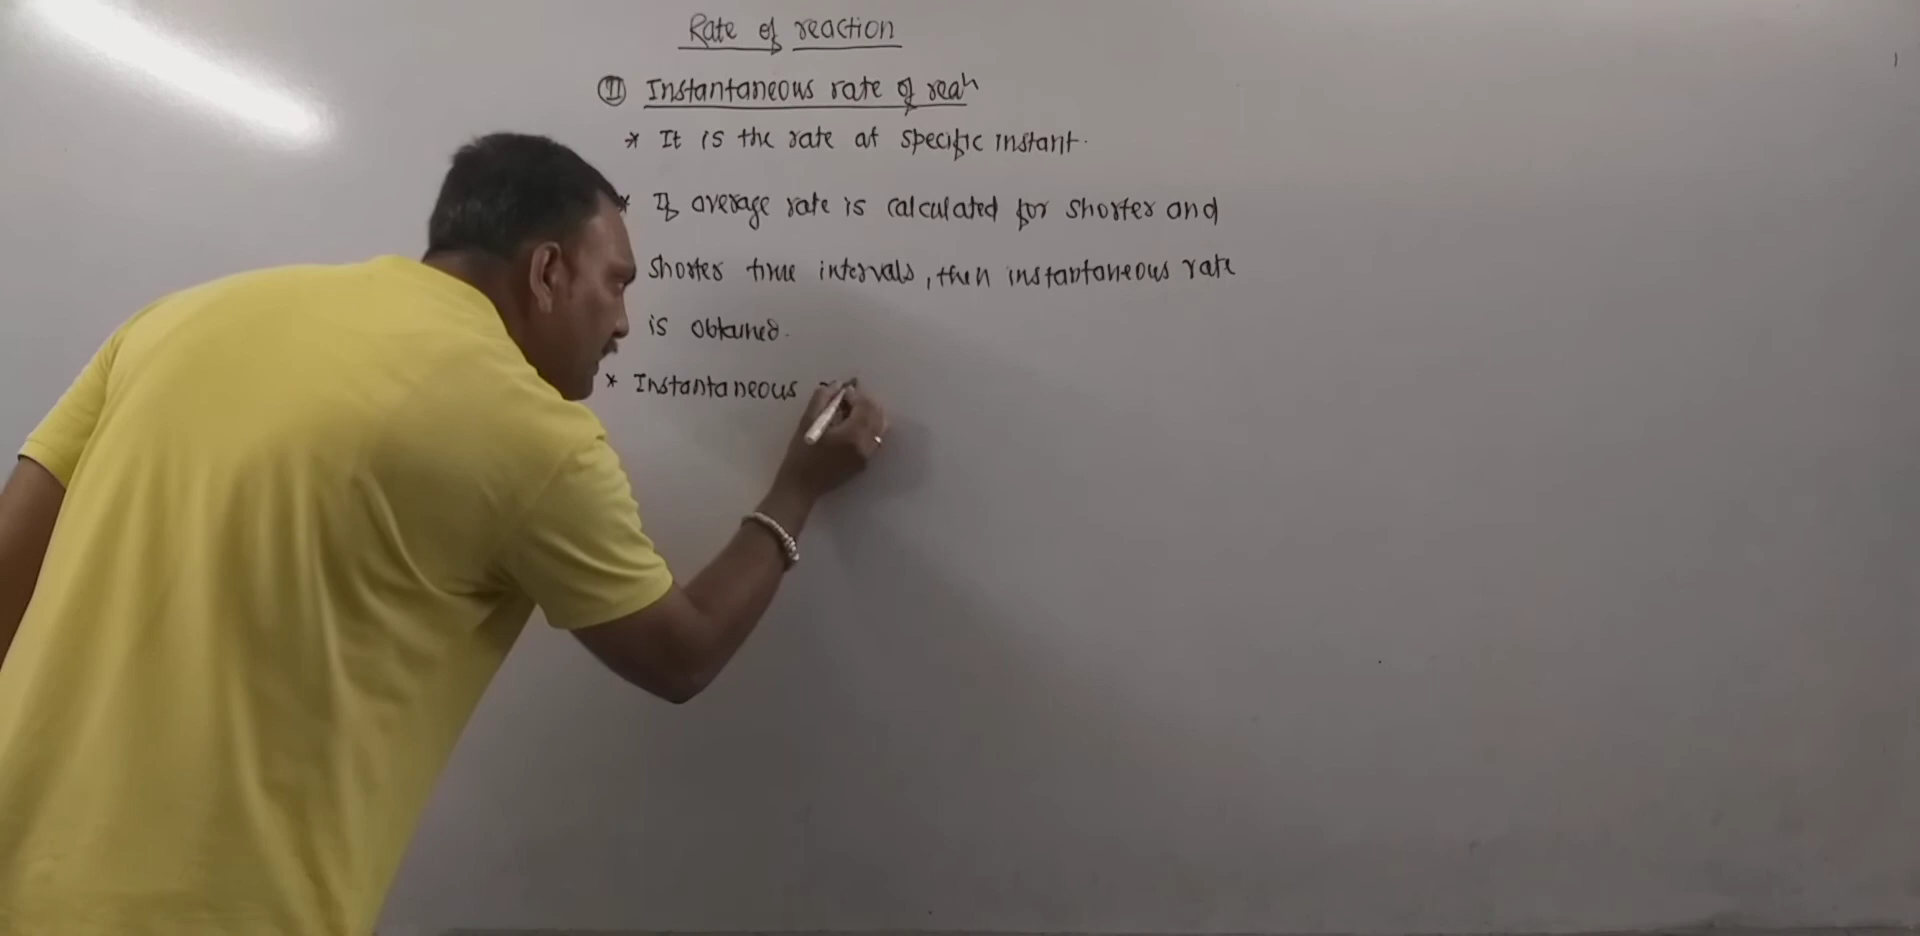 Rate of reaction
II Instantaneous rate of reaⁿ
* It is the rate at specific instant.
* If average rate is calculated for shorter and
shorter time intervals, then instantaneous rate
is obtained.
* Instantaneous